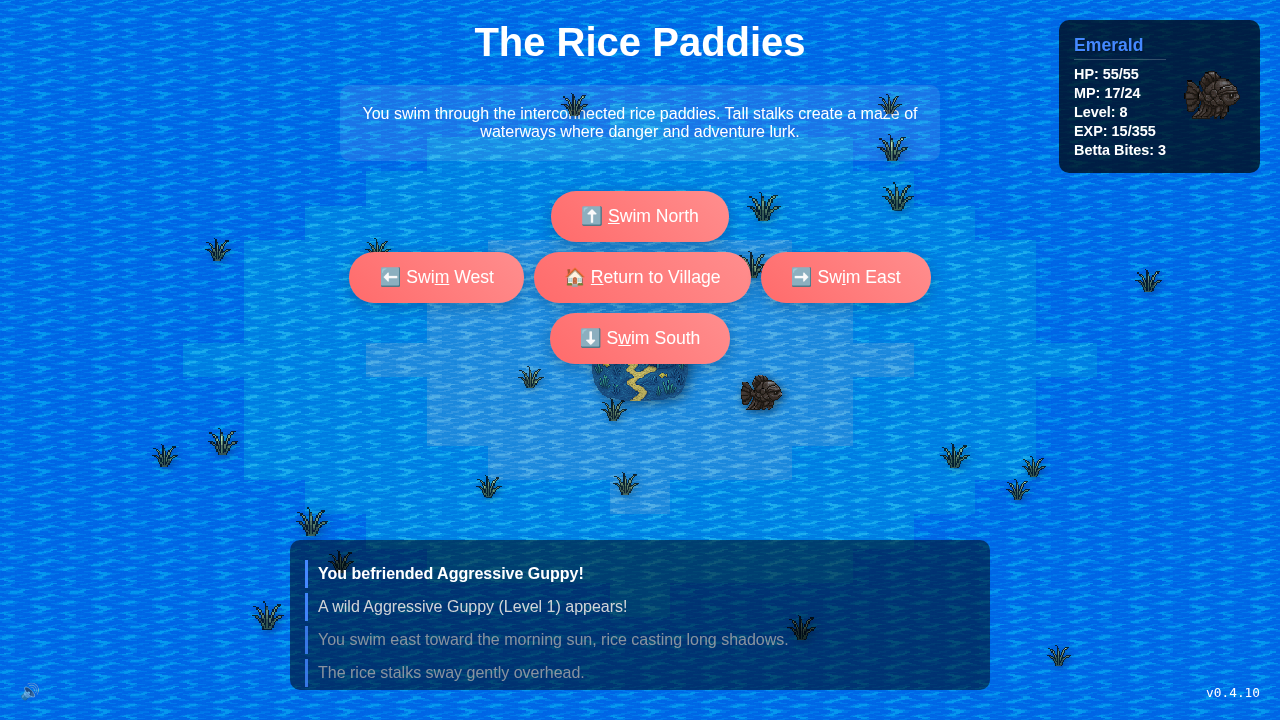 The Rice Paddies
You swim through the interconnected rice paddies. Tall stalks create a maze of
waterways where danger and adventure lurk.
Emerald
HP: 55/55
MP: 17/24
Level: 8
EXP: 15/355
Betta Bites: 3
⬆️ Swim North
⬅️ Swim West
🏠 Return to Village
➡️ Swim East
⬇️ Swim South
You befriended Aggressive Guppy!
A wild Aggressive Guppy (Level 1) appears!
You swim east toward the morning sun, rice casting long shadows.
The rice stalks sway gently overhead.
v0.4.10